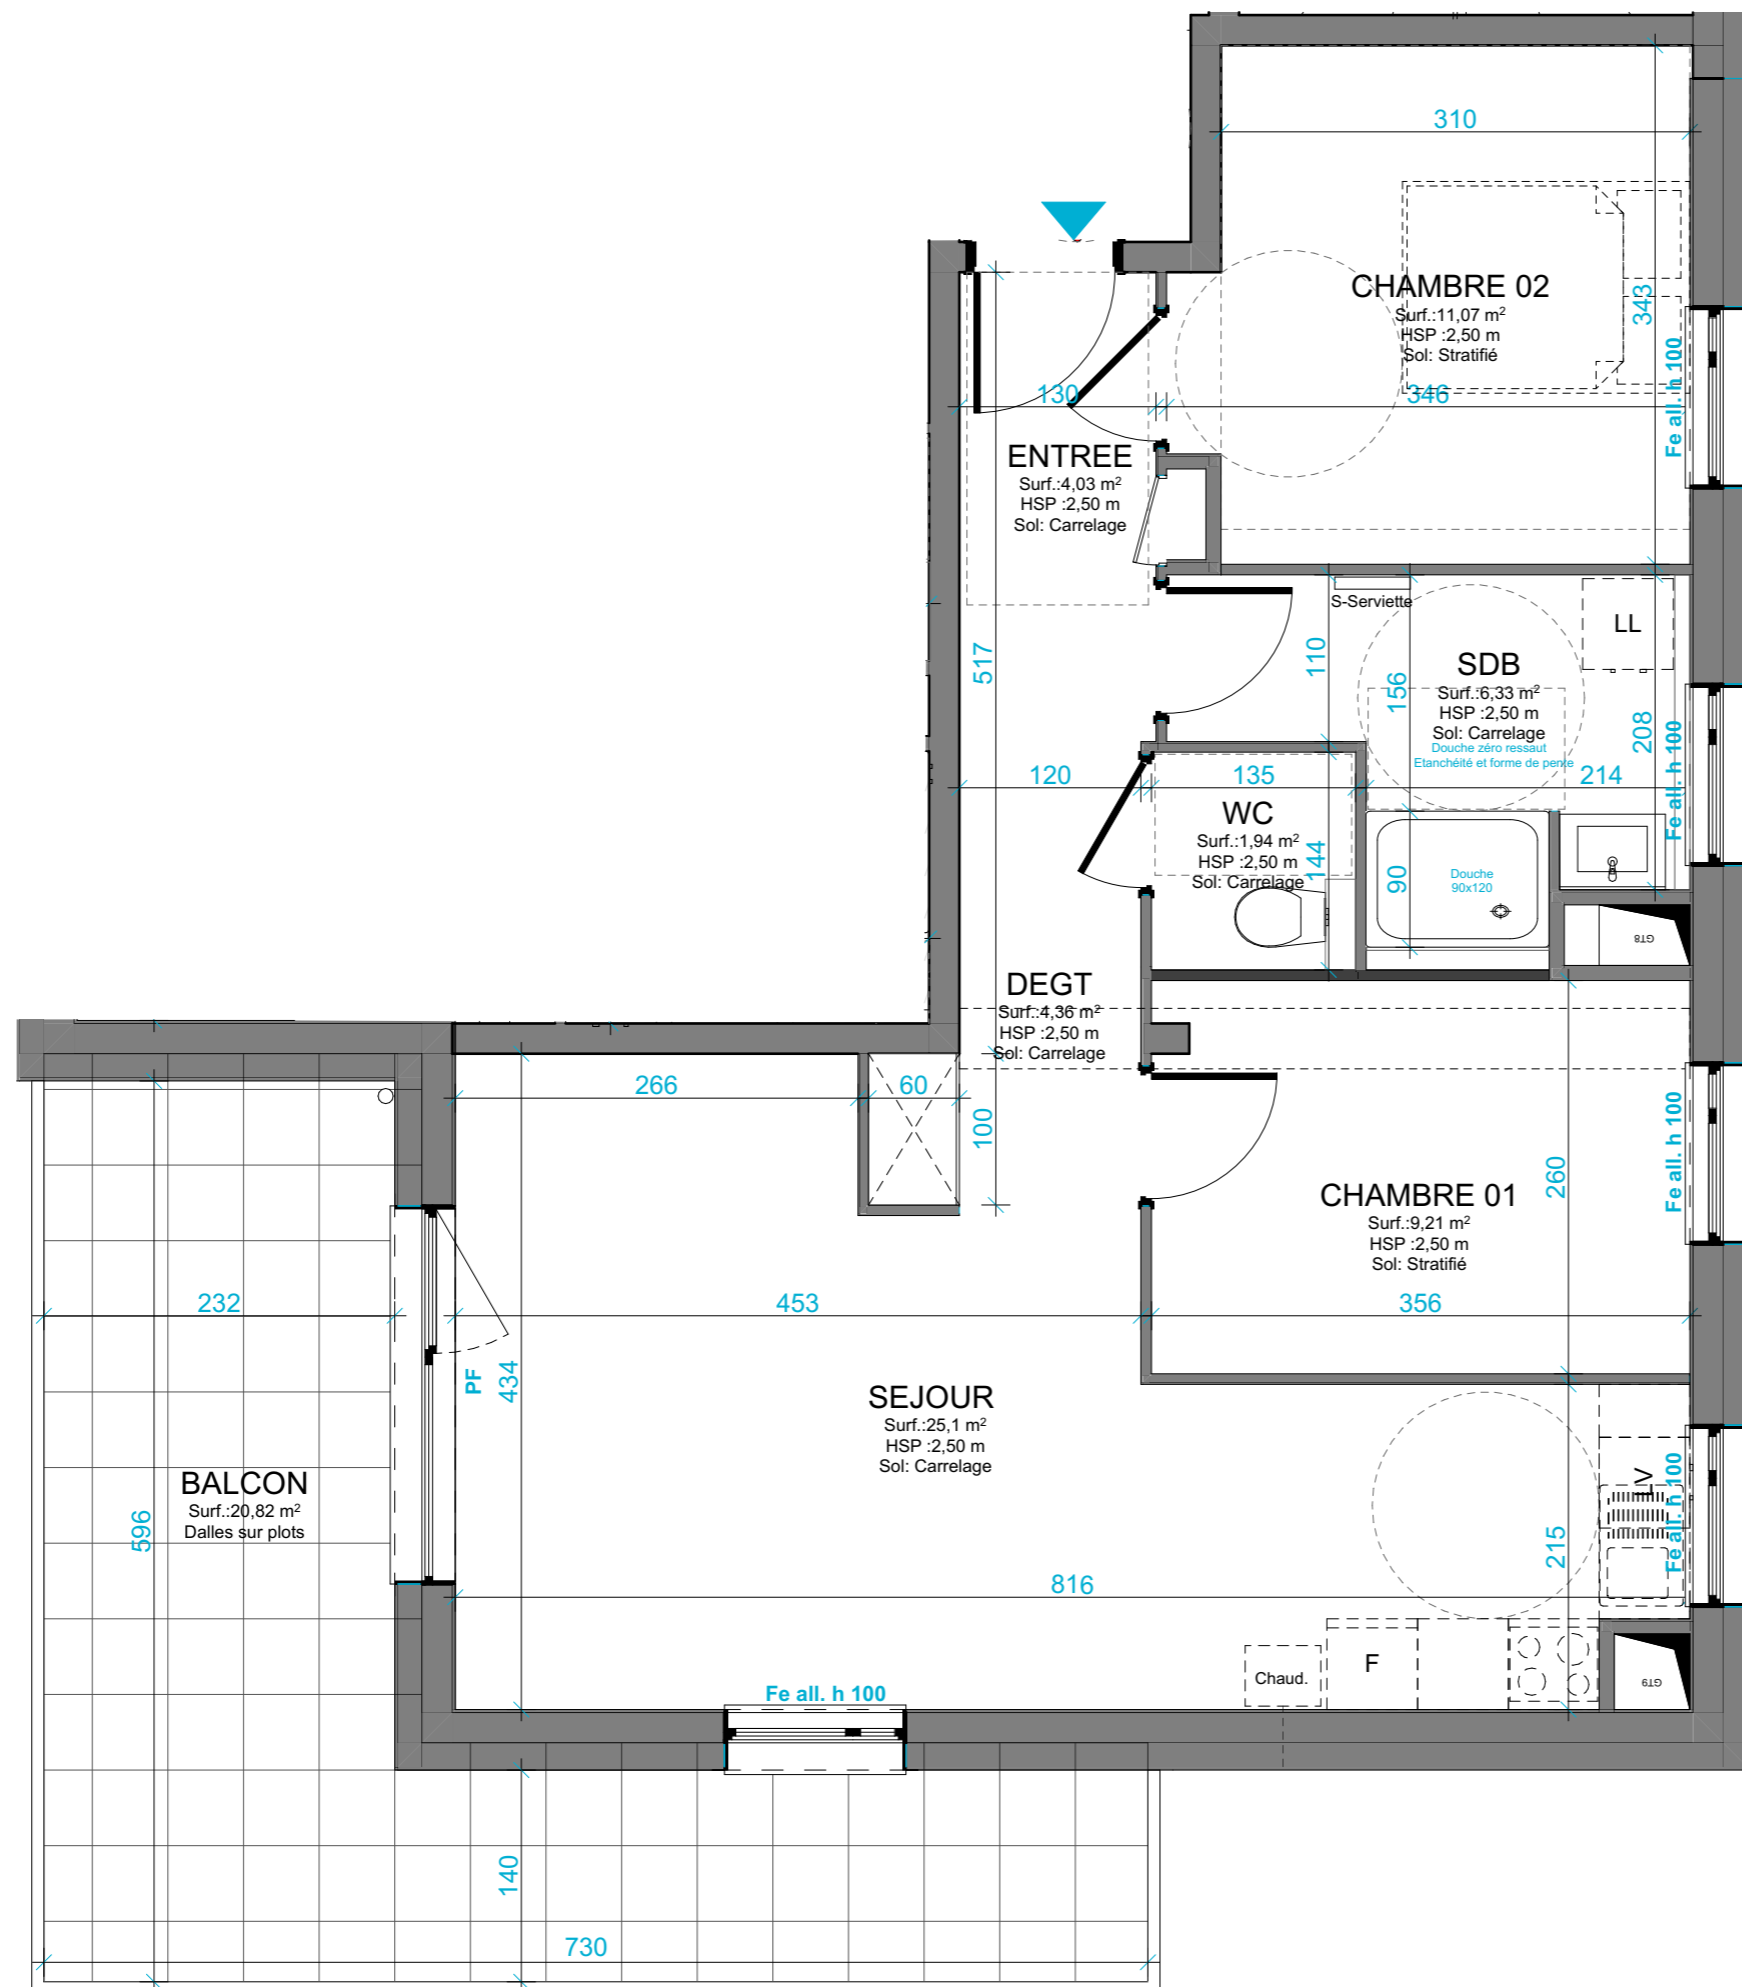 310
CHAMBRE 02
Surf.:11,07 m²
HSP :2,50 m
Sol: Stratifié
343
Fe all. h 100
130
346
ENTREE
Surf.:4,03 m²
HSP :2,50 m
Sol: Carrelage
S-Serviette
LL
517
110
156
SDB
Surf.:6,33 m²
HSP :2,50 m
Sol: Carrelage
Douche zéro ressaut
Etanchéité et forme de pente
208
Fe all. h 100
120
135
214
WC
Surf.:1,94 m²
HSP :2,50 m
Sol: Carrelage
144
90
Douche
90x120
GT8
DEGT
Surf.:4,36 m²
HSP :2,50 m
Sol: Carrelage
266
60
100
Fe all. h 100
260
CHAMBRE 01
Surf.:9,21 m²
HSP :2,50 m
Sol: Stratifié
232
453
356
PF
434
SEJOUR
Surf.:25,1 m²
HSP :2,50 m
Sol: Carrelage
BALCON
Surf.:20,82 m²
Dalles sur plots
596
LV
Fe all. h 100
215
816
Chaud.
F
GT9
Fe all. h 100
140
730